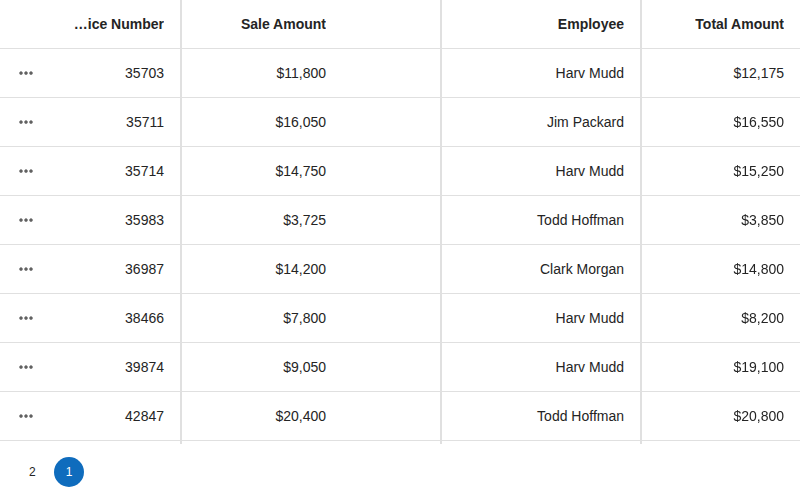 …ice Number Sale Amount Employee Total Amount
••• 35703 $11,800 Harv Mudd $12,175
••• 35711 $16,050 Jim Packard $16,550
••• 35714 $14,750 Harv Mudd $15,250
••• 35983 $3,725 Todd Hoffman $3,850
••• 36987 $14,200 Clark Morgan $14,800
••• 38466 $7,800 Harv Mudd $8,200
••• 39874 $9,050 Harv Mudd $19,100
••• 42847 $20,400 Todd Hoffman $20,800
2 1